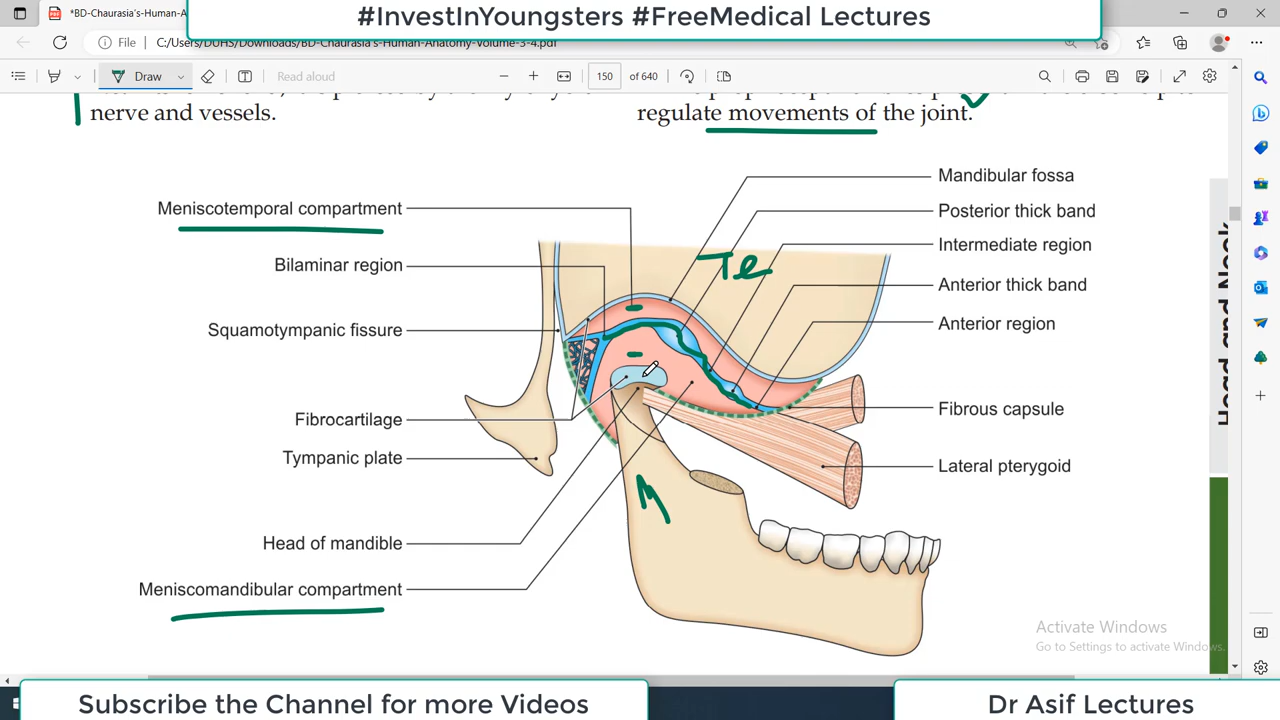 #InvestInYoungsters #FreeMedical Lectures
*BD-Chaurasia's-Human-A
File
C:/Users/DUHS/Downloads/BD-Chaurasia's-Human-Anatomy-Volume-3-4.pdf
Draw
Read aloud
150
of 640
nerve and vessels.
regulate movements of the joint.
Meniscotemporal compartment
Bilaminar region
Squamotympanic fissure
Fibrocartilage
Tympanic plate
Head of mandible
Meniscomandibular compartment
Te
M
Mandibular fossa
Posterior thick band
Intermediate region
Anterior thick band
Anterior region
Fibrous capsule
Lateral pterygoid
Head and Neck
Activate Windows
Go to Settings to activate Windows.
Subscribe the Channel for more Videos
Dr Asif Lectures